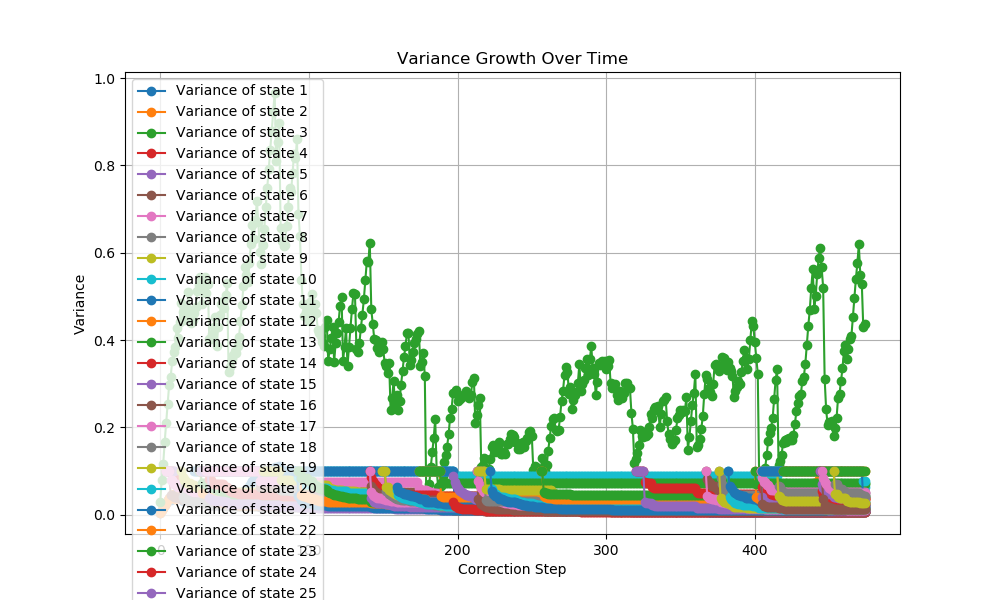 Variance Growth Over Time
1.0
0.8
0.6
0.4
0.2
0.0
Variance
Variance of state 1
Variance of state 2
Variance of state 3
Variance of state 4
Variance of state 5
Variance of state 6
Variance of state 7
Variance of state 8
Variance of state 9
Variance of state 10
Variance of state 11
Variance of state 12
Variance of state 13
Variance of state 14
Variance of state 15
Variance of state 16
Variance of state 17
Variance of state 18
Variance of state 19
Variance of state 20
Variance of state 21
Variance of state 22
Variance of state 23
Variance of state 24
Variance of state 25
0
200
300
400
Correction Step